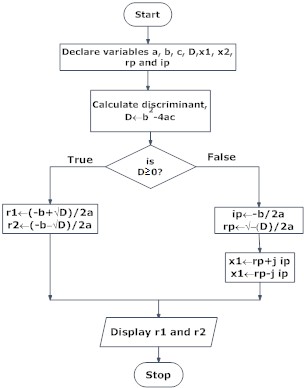 Start
Declare variables a, b, c, D,x1, x2,
rp and ip
Calculate discriminant,
D←b²-4ac
True
is
D≥0?
False
r1←(-b+√D)/2a
r2←(-b-√D)/2a
ip←-b/2a
rp←√-(D)/2a
x1←rp+j ip
x1←rp-j ip
Display r1 and r2
Stop